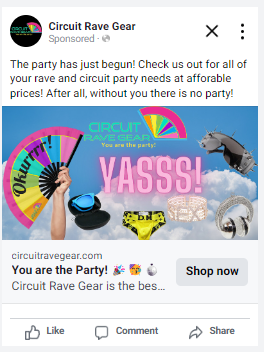 Circuit Rave Gear
Sponsored ·
The party has just begun! Check us out for all of
your rave and circuit party needs at afforable
prices! After all, without you there is no party!
CIRCUIT
RAVE GEAR
You are the party!
Okurrr!
YASSS!
circuitravegear.com
You are the Party! 🎉 🪭 💍
Circuit Rave Gear is the bes...
Shop now
Like
Comment
Share